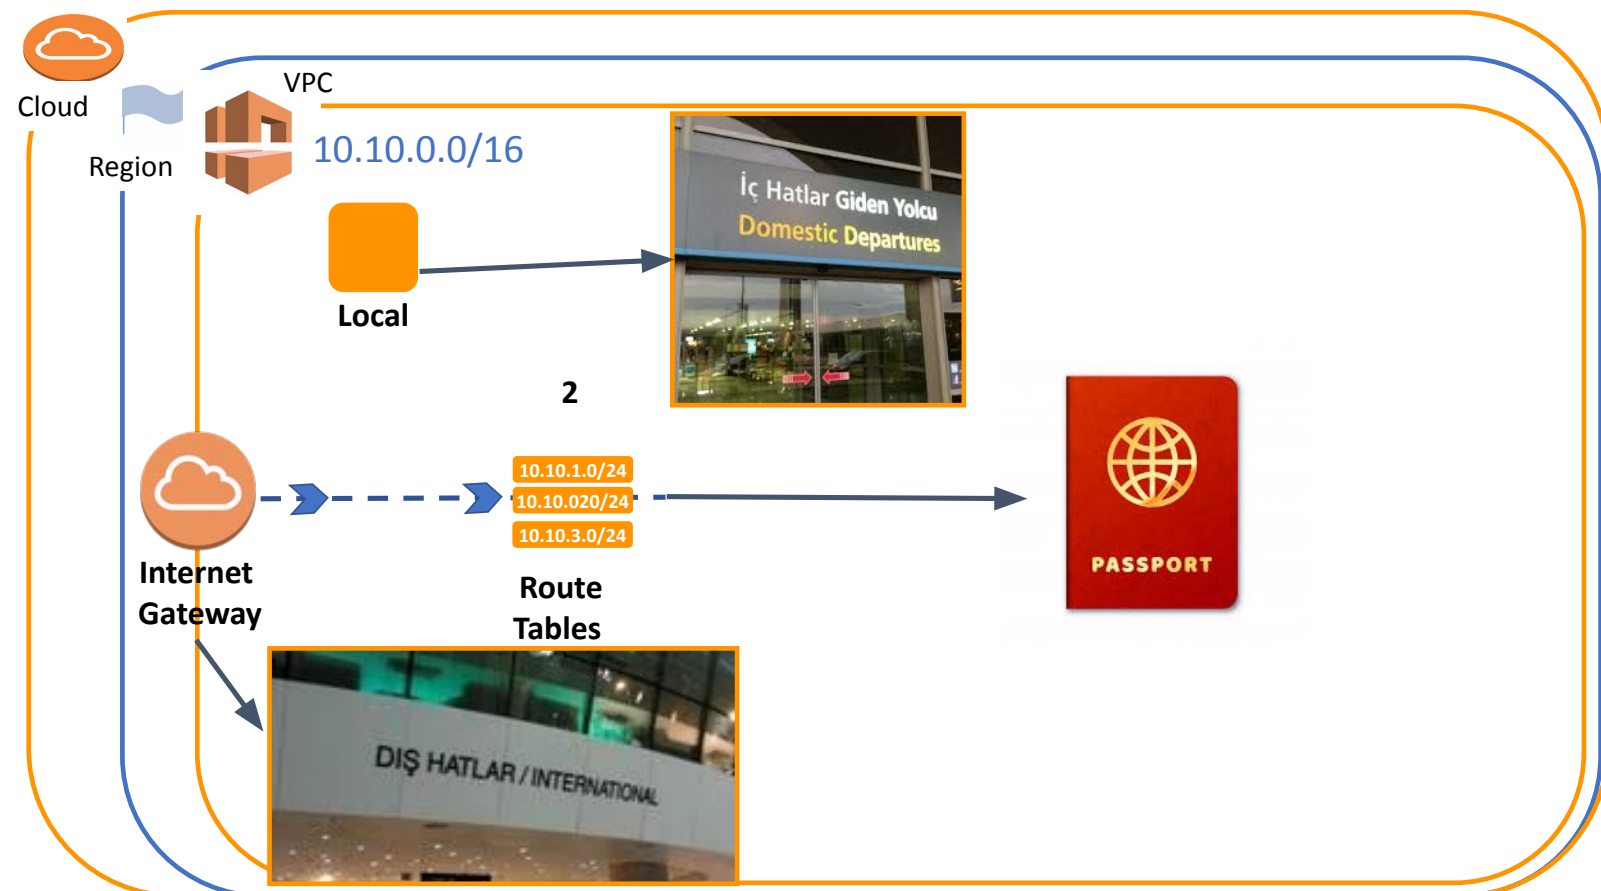 Cloud
Region
VPC
10.10.0.0/16
Local
İç Hatlar Giden Yolcu
Domestic Departures
2
10.10.1.0/24
10.10.020/24
10.10.3.0/24
Route
Tables
Internet
Gateway
PASSPORT
DIŞ HATLAR / INTERNATIONAL